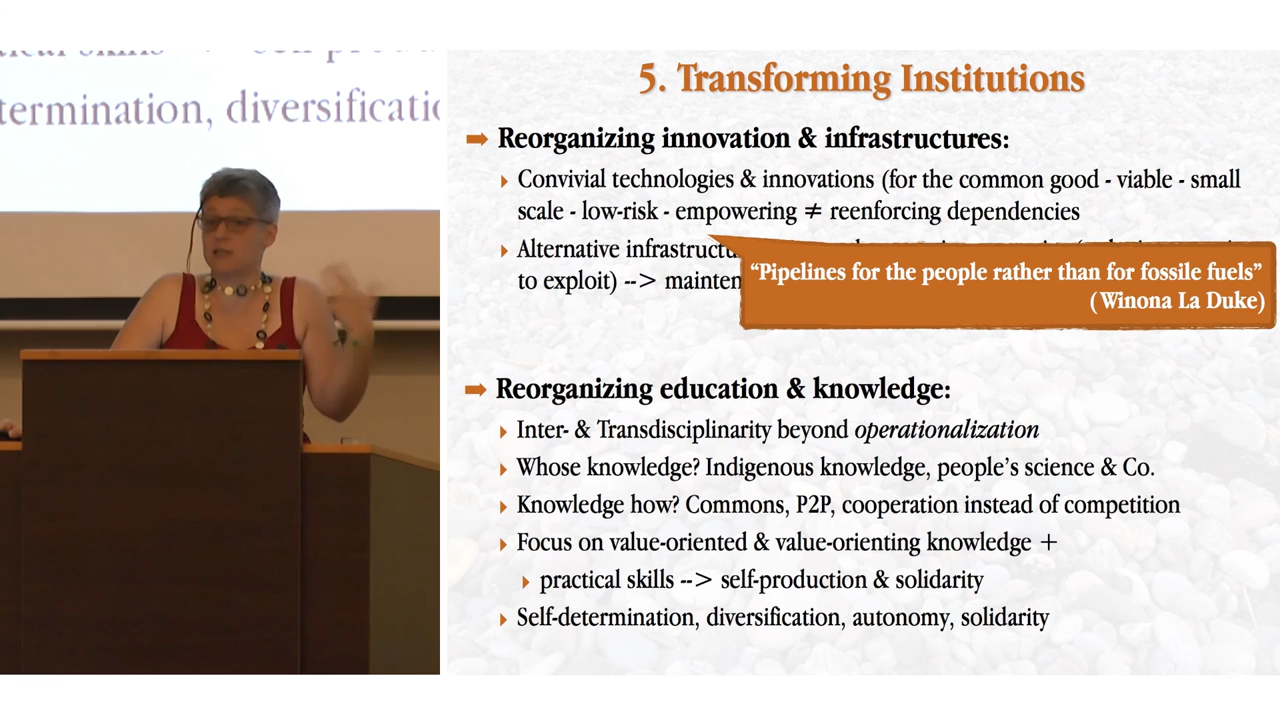 termination, diversificatio
5. Transforming Institutions
Reorganizing innovation & infrastructures:
Convivial technologies & innovations (for the common good - viable - small
scale - low-risk - empowering ≠ reenforcing dependencies
Alternative infrastructu
to exploit) --> mainten
“Pipelines for the people rather than for fossile fuels”
(Winona La Duke)
Reorganizing education & knowledge:
Inter- & Transdisciplinarity beyond operationalization
Whose knowledge? Indigenous knowledge, people's science & Co.
Knowledge how? Commons, P2P, cooperation instead of competition
Focus on value-oriented & value-orienting knowledge +
practical skills --> self-production & solidarity
Self-determination, diversification, autonomy, solidarity